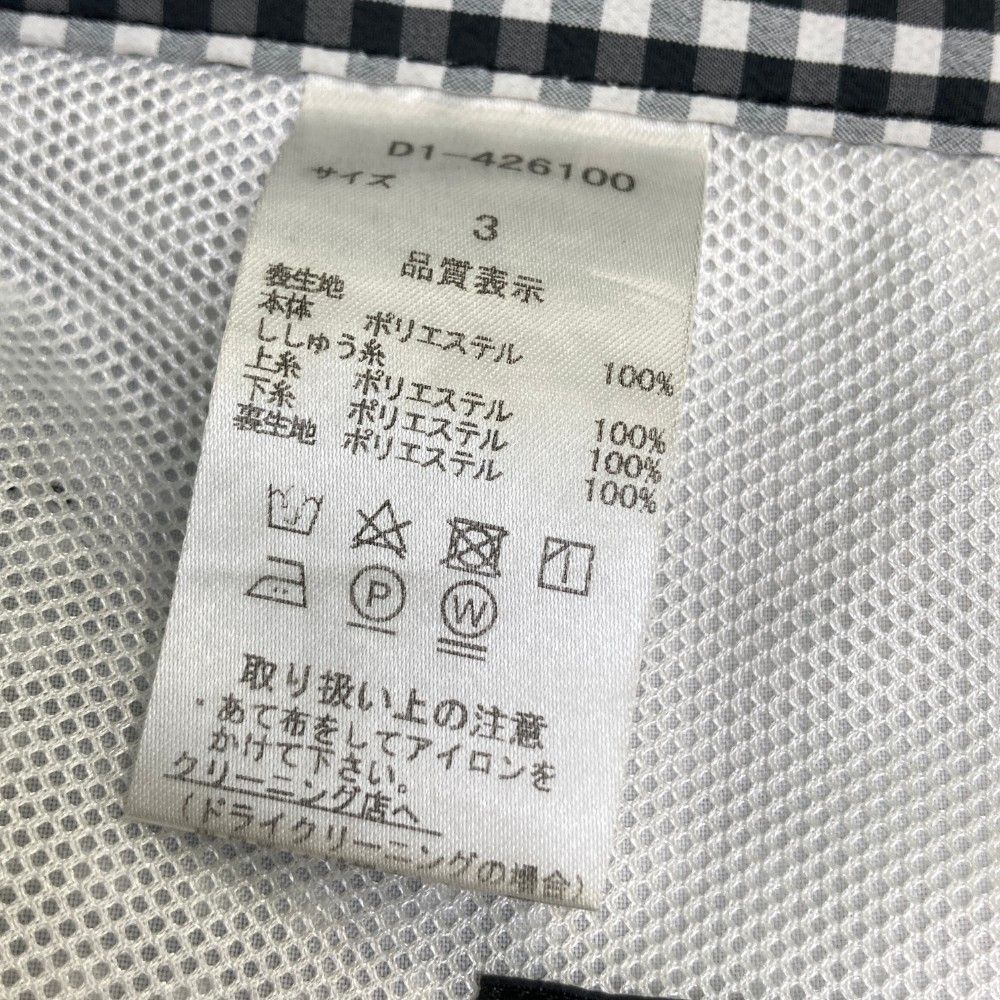 D1-426100
サイズ
3
品質表示
表生地
本体 ポリエステル 100%
ししゅう糸
上糸 ポリエステル 100%
下糸 ポリエステル 100%
裏生地 ポリエステル 100%
P W
取り扱い上の注意
・あて布をしてアイロンを
かけて下さい。
クリーニング店へ
(ドライクリーニングの場合)